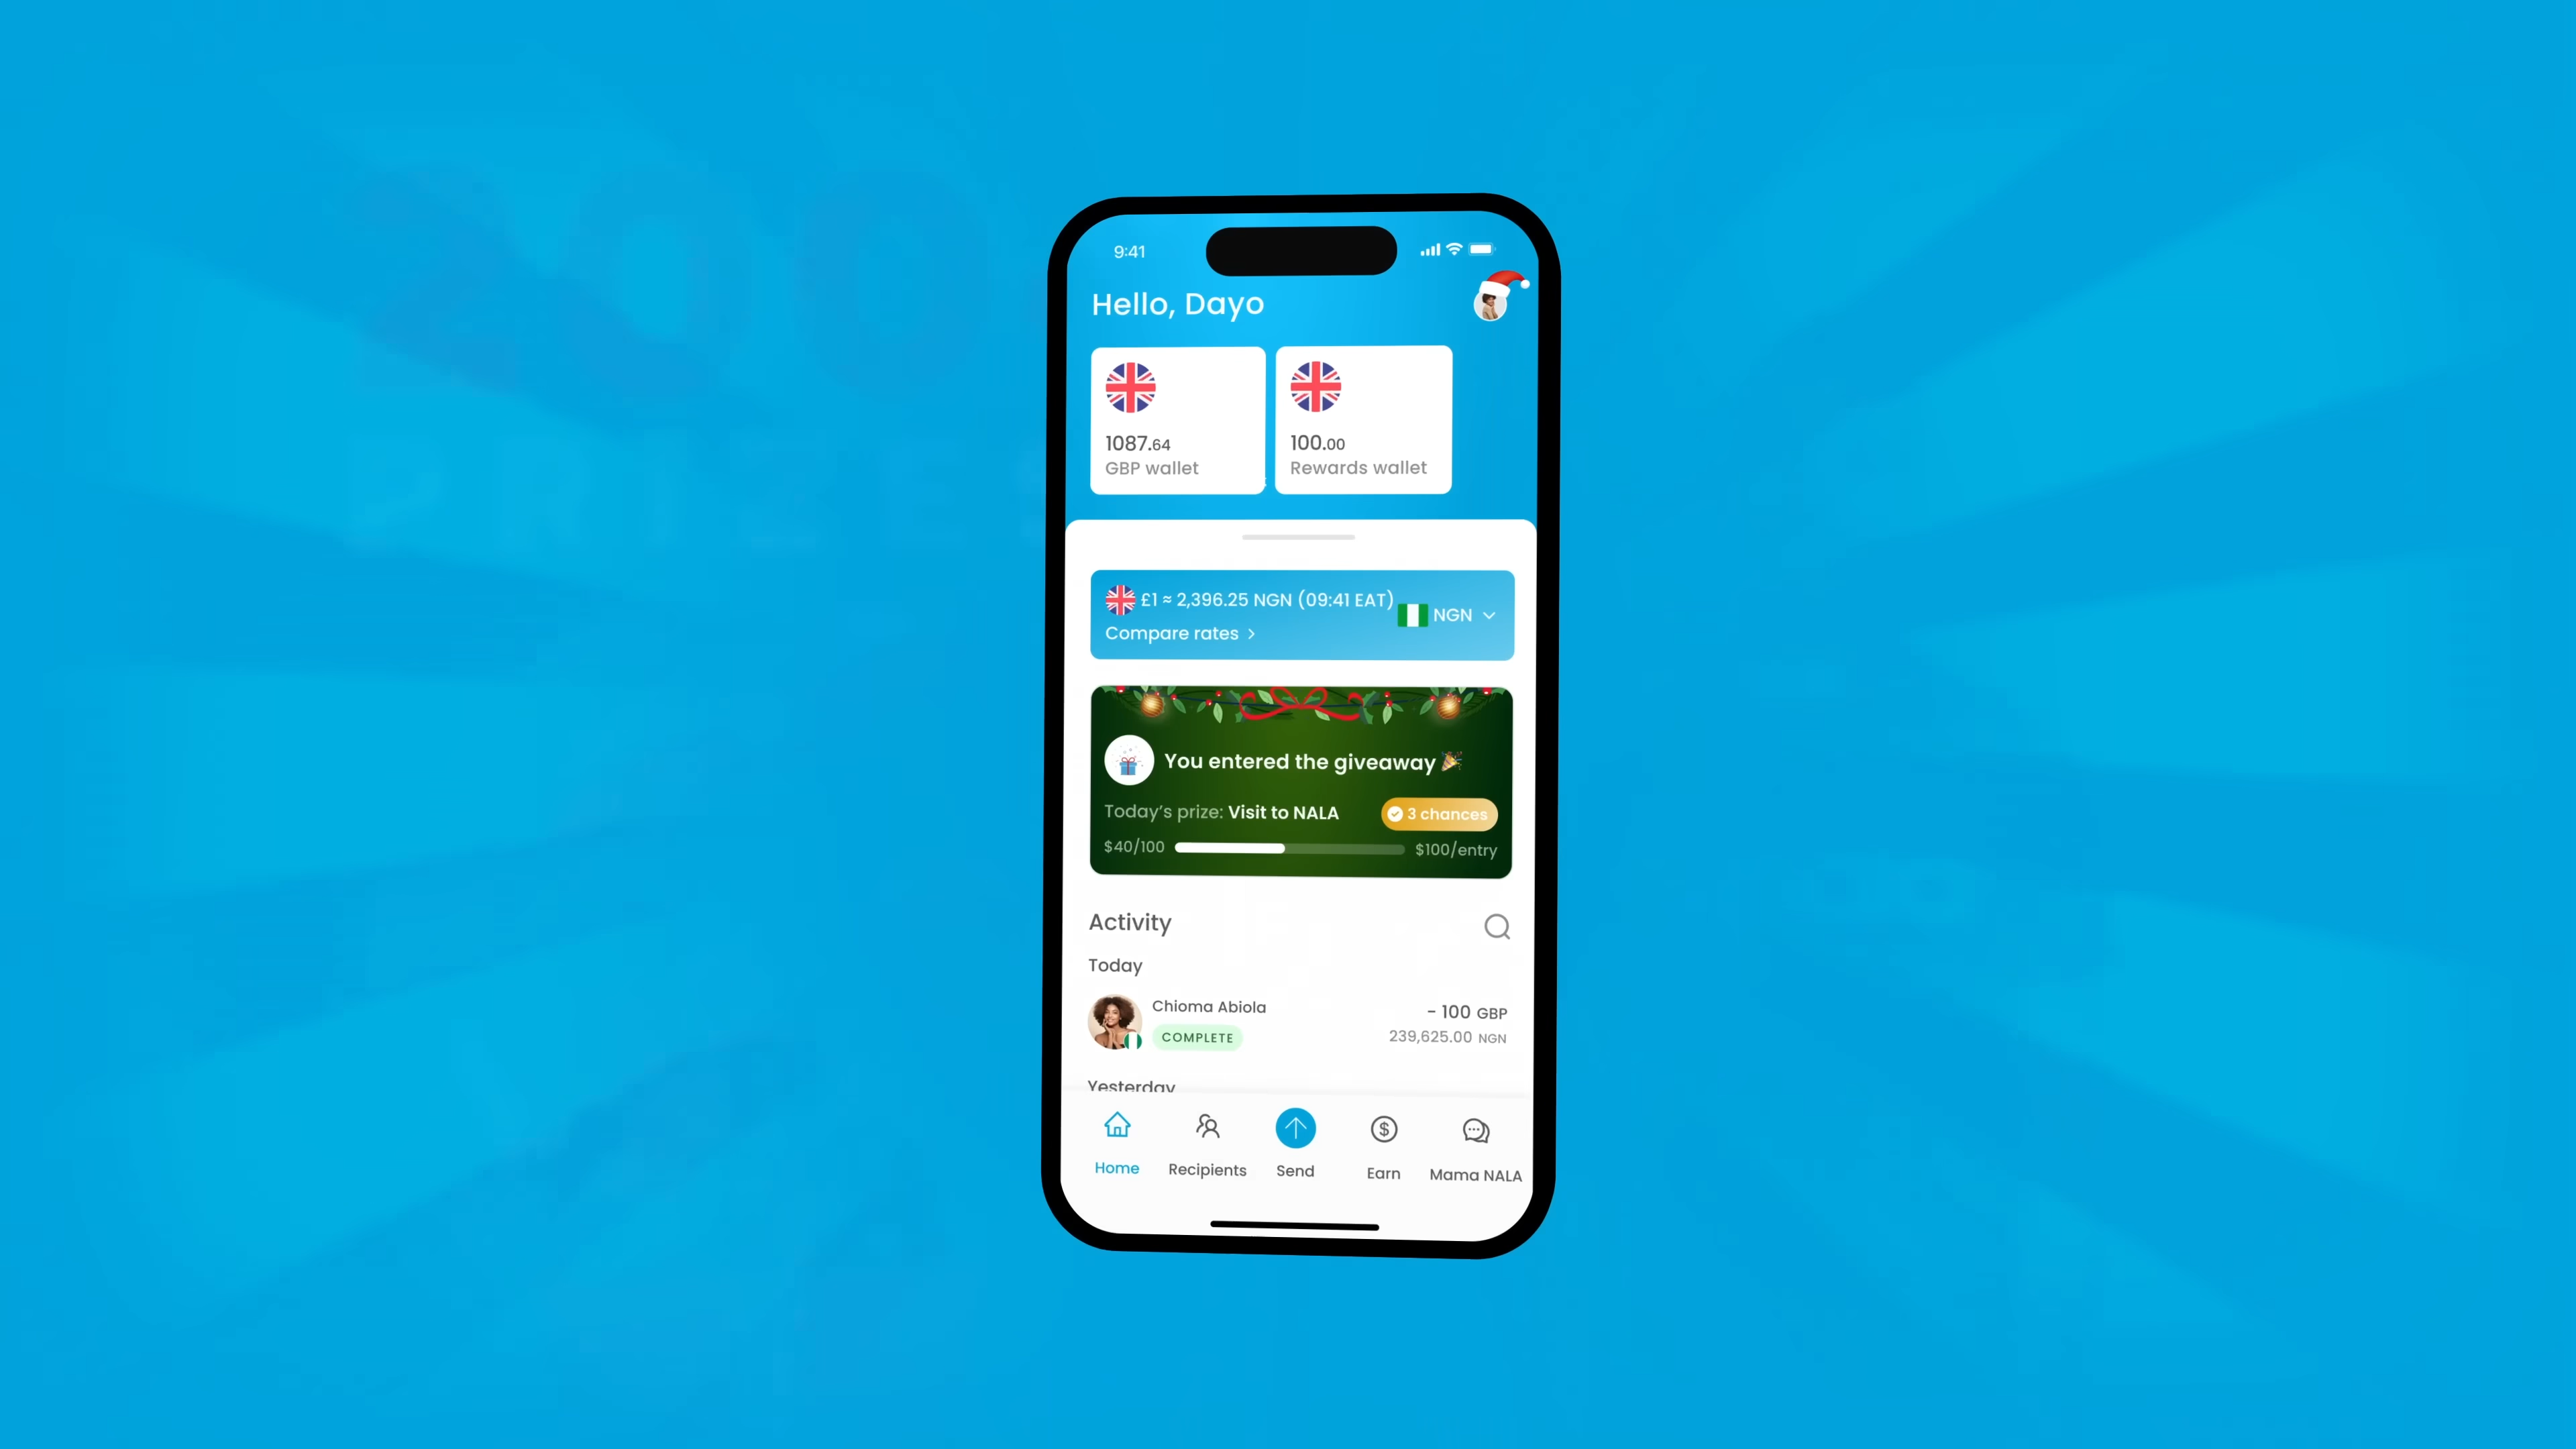 9:41
Hello, Dayo
1087.64
GBP wallet
100.00
Rewards wallet
£1 ≈ 2,396.25 NGN (09:41 EAT)
NGN
Compare rates >
You entered the giveaway 🎉
Today's prize: Visit to NALA
3 chances
$40/100
$100/entry
Activity
Today
Chioma Abiola
- 100 GBP
COMPLETE
239,625.00 NGN
Yesterday
Home
Recipients
Send
Earn
Mama NALA
PRIZES